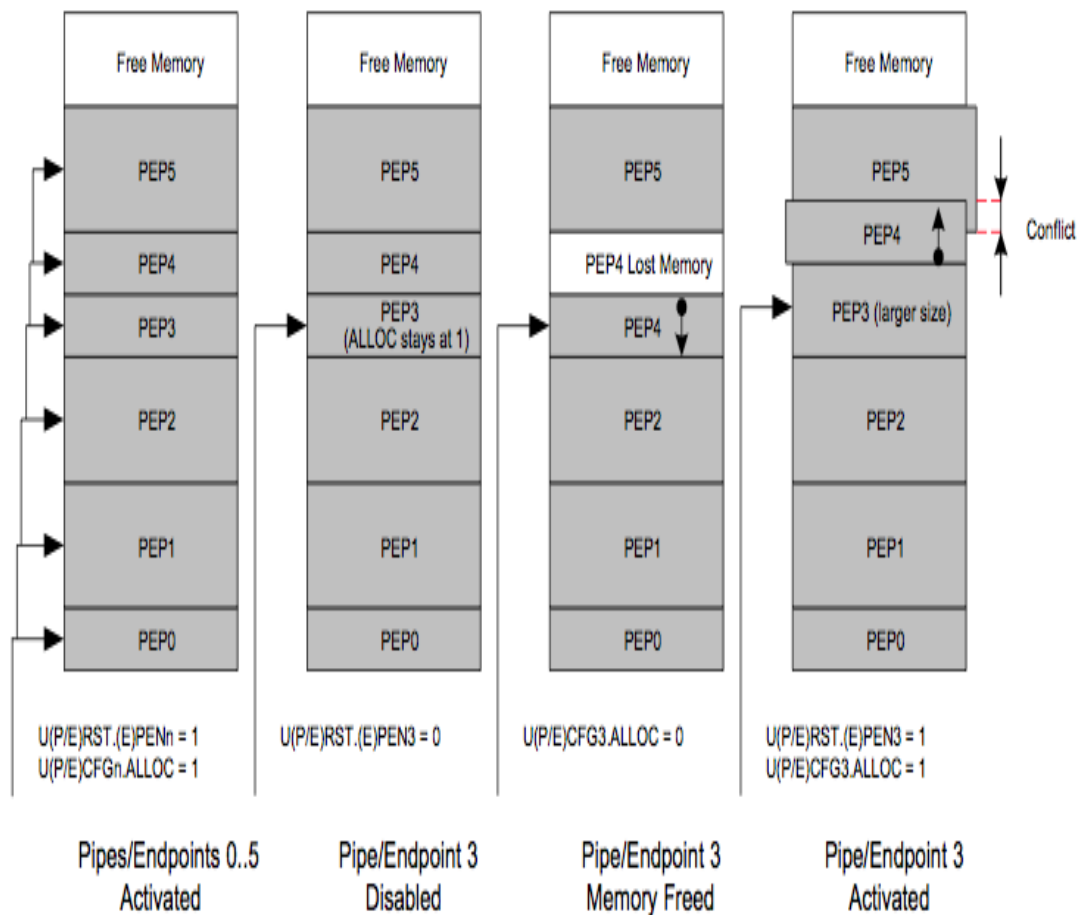 Free Memory
PEP5
PEP4
PEP3
PEP2
PEP1
PEP0
U(P/E)RST.(E)PENn = 1
U(P/E)CFGn.ALLOC = 1
Pipes/Endpoints 0..5
Activated
Free Memory
PEP5
PEP4
PEP3
(ALLOC stays at 1)
PEP2
PEP1
PEP0
U(P/E)RST.(E)PEN3 = 0
Pipe/Endpoint 3
Disabled
Free Memory
PEP5
PEP4 Lost Memory
PEP4
PEP2
PEP1
PEP0
U(P/E)CFG3.ALLOC = 0
Pipe/Endpoint 3
Memory Freed
Free Memory
PEP5
PEP4
Conflict
PEP3 (larger size)
PEP2
PEP1
PEP0
U(P/E)RST.(E)PEN3 = 1
U(P/E)CFG3.ALLOC = 1
Pipe/Endpoint 3
Activated